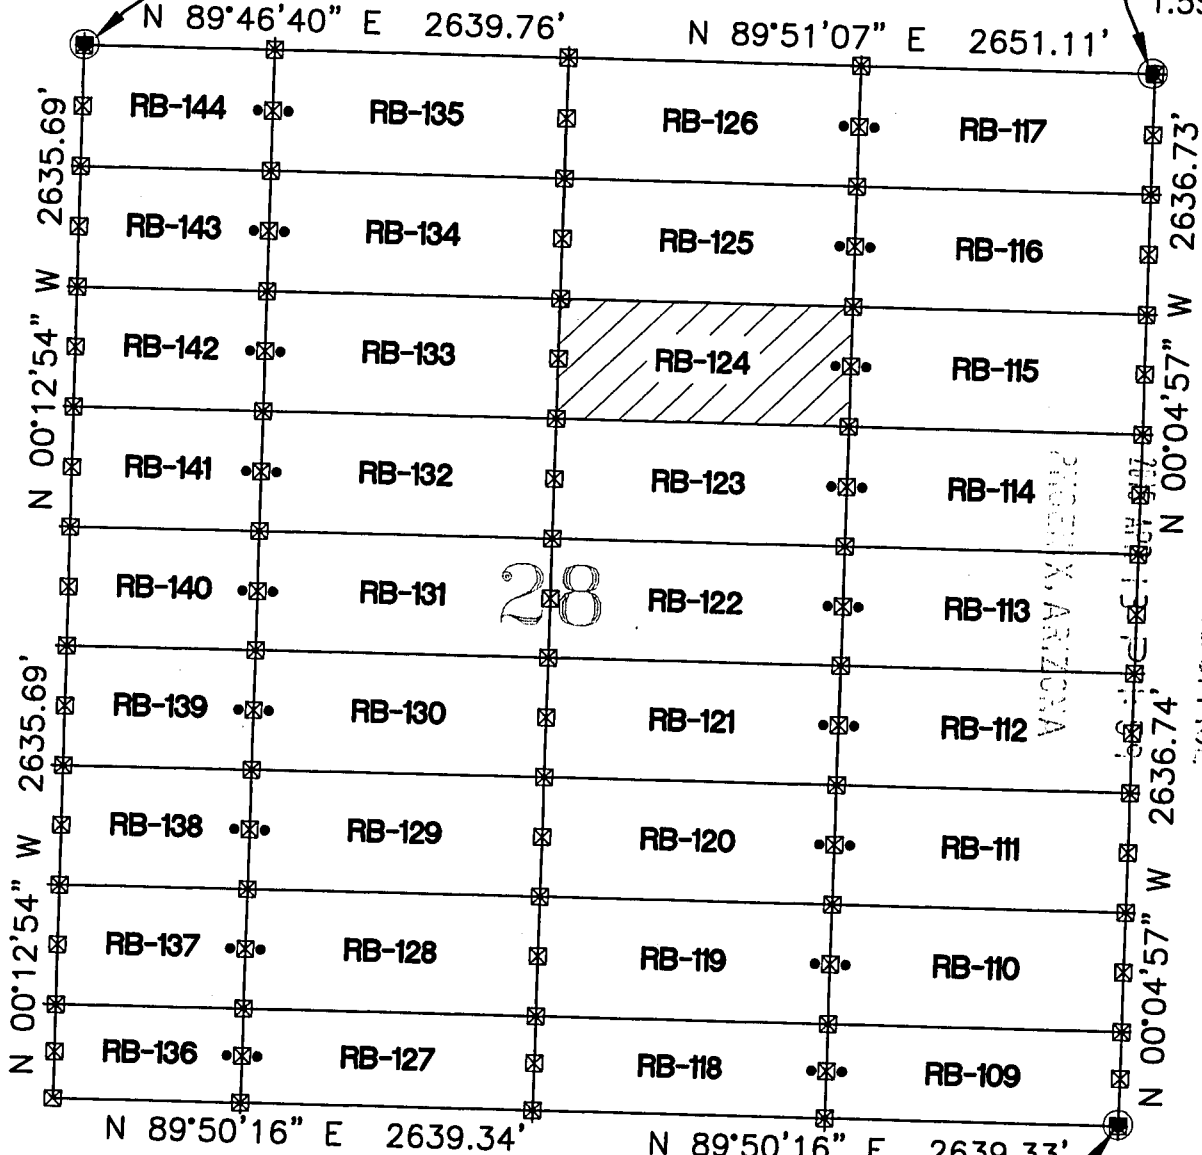 N 89°46'40" E 2639.76' N 89°51'07" E 2651.11'
2635.69'
N 00°12'54" W
2636.73'
N 00°04'57" W
RB-144 RB-135 RB-126 RB-117
RB-143 RB-134 RB-125 RB-116
RB-142 RB-133 RB-124 RB-115
RB-141 RB-132 RB-123 RB-114
RB-140 RB-131 28 RB-122 RB-113
RB-139 RB-130 RB-121 RB-112
RB-138 RB-129 RB-120 RB-111
RB-137 RB-128 RB-119 RB-110
RB-136 RB-127 RB-118 RB-109
2635.69'
N 00°12'54" W
2636.74'
N 00°04'57" W
PHOENIX, ARIZONA
N 89°50'16" E 2639.34' N 89°50'16" E 2639.33'